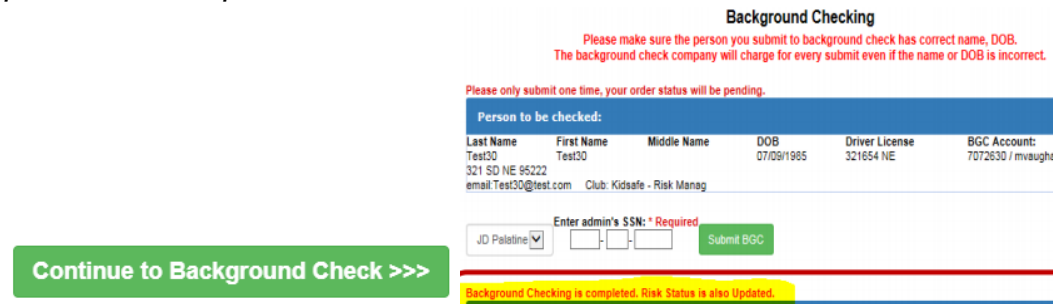 Background Checking
Please make sure the person you submit to background check has correct name, DOB.
The background check company will charge for every submit even if the name or DOB is incorrect.
Please only submit one time, your order status will be pending.
Person to be checked:
Last Name First Name Middle Name DOB Driver License BGC Account:
Test30 Test30 07/09/1985 321654 NE 7072630 / mvaugha
321 SD NE 95222
email:Test30@test.com Club: Kidsafe - Risk Manag
Enter admin's SSN: * Required
JD Palatine - - Submit BGC
Continue to Background Check >>>
Background Checking is completed. Risk Status is also Updated.